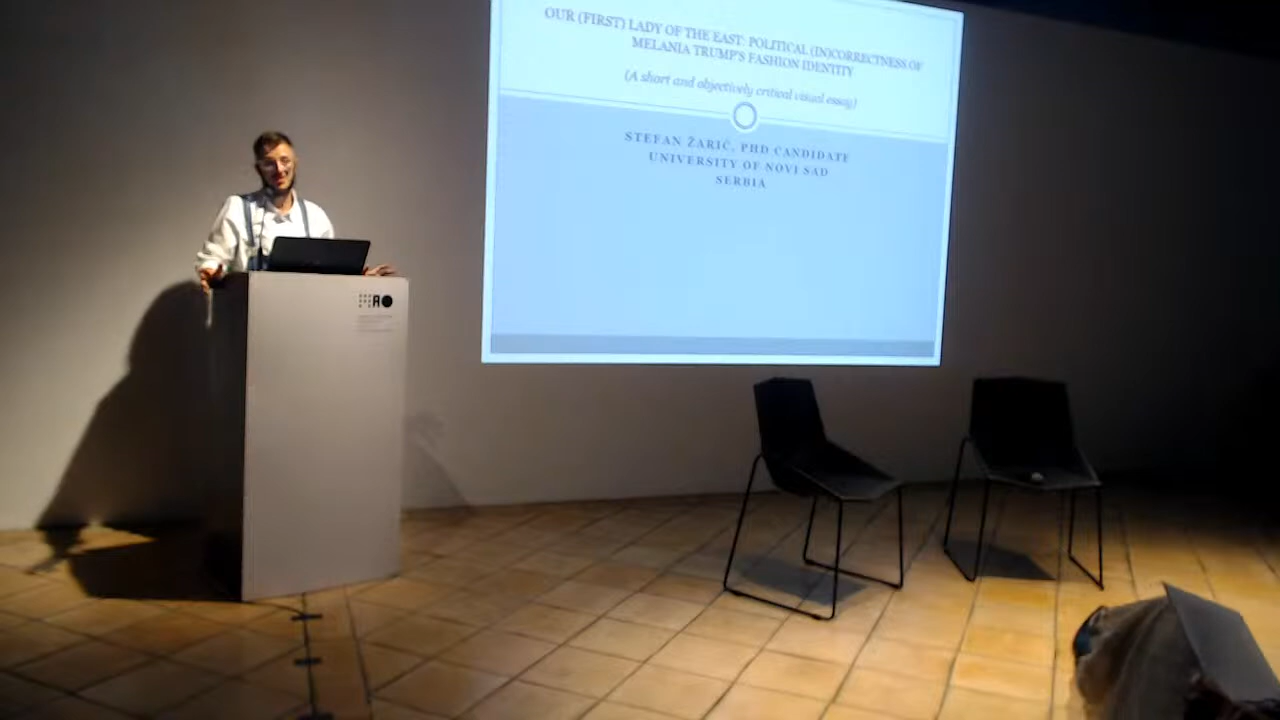 OUR (FIRST) LADY OF THE EAST: POLITICAL (IN)CORRECTNESS OF
MELANIA TRUMP'S FASHION IDENTITY
(A short and objectively critical visual essay)
STEFAN ŽARIĆ, PHD CANDIDATE
UNIVERSITY OF NOVI SAD
SERBIA